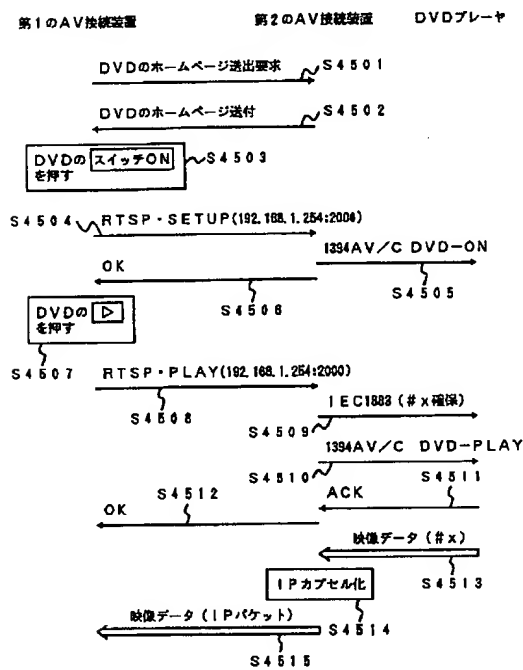 第1のAV接続装置 第2のAV接続装置 DVDプレーヤ
DVDのホームページ送出要求
S4501
DVDのホームページ送付
S4502
DVDの スイッチON
を押す
S4503
S4504
RTSP・SETUP(192.168.1.254:2000)
1394AV/C DVD-ON
OK
S4505
S4506
DVDの ▷
を押す
S4507
RTSP・PLAY(192.168.1.254:2000)
S4508
IEC1883(#x確保)
S4509
1394AV/C DVD-PLAY
S4510
S4511
S4512
ACK
OK
映像データ(#x)
S4513
IPカプセル化
S4514
映像データ(IPパケット)
S4515